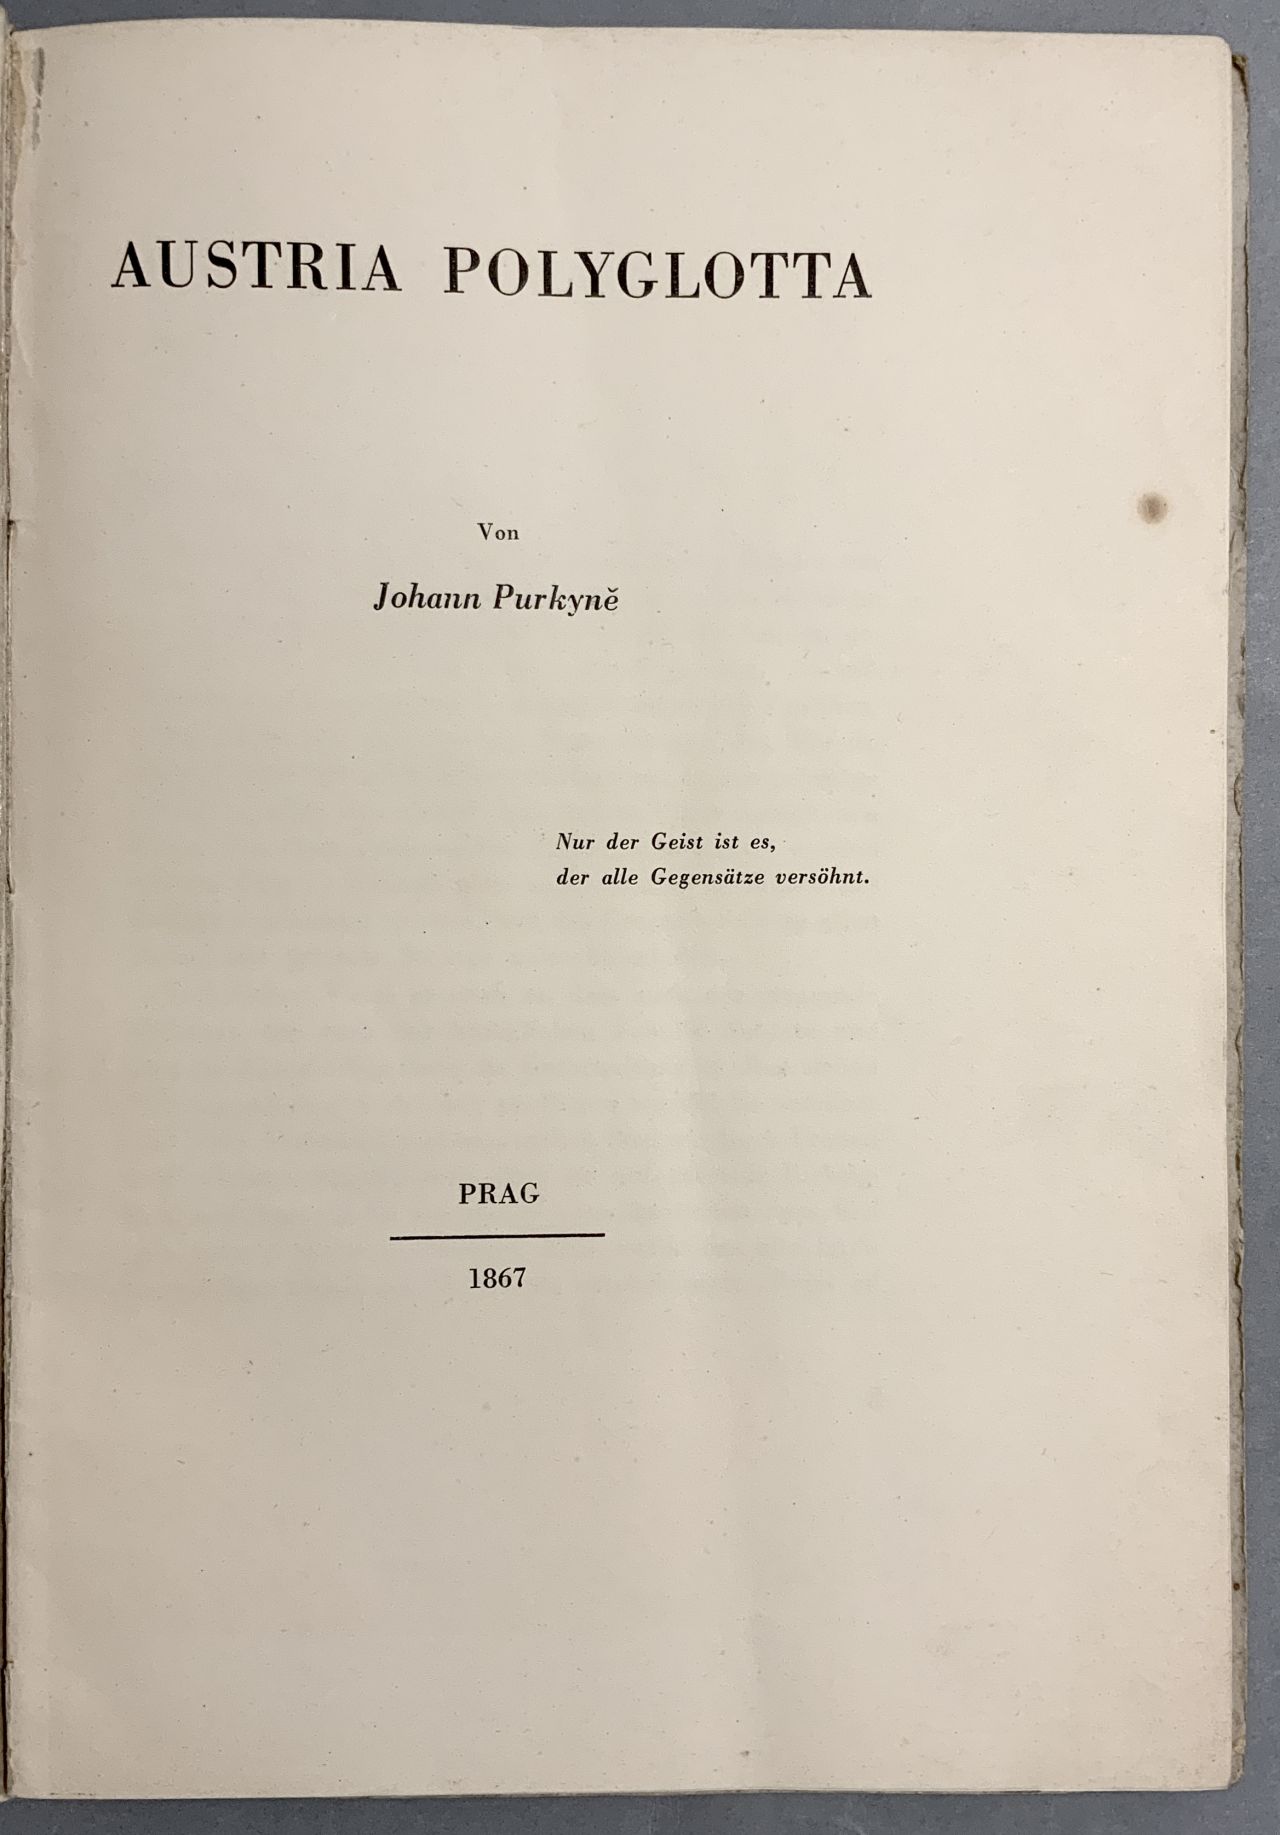 AUSTRIA POLYGLOTTA
Von
Johann Purkyně
Nur der Geist ist es,
der alle Gegensätze versöhnt.
PRAG
1867